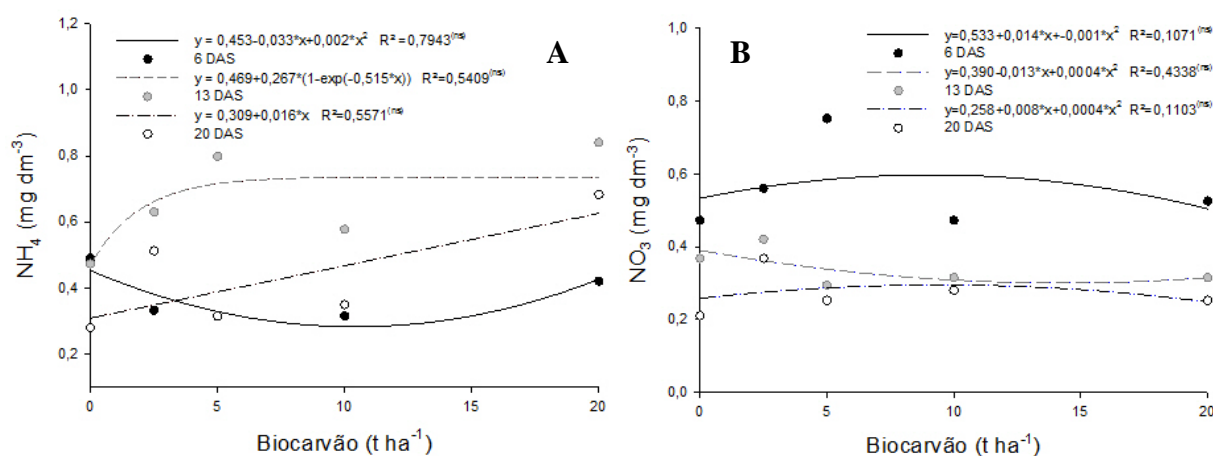 1,2
1,0
0,8
0,6
0,4
0,2
NH₄ (mg dm⁻³)
y = 0,453-0,033*x+0,002*x² R²=,7943(ns)
6 DAS
y = 0,469+0,267*(1-exp(-0,515*x)) R²=0,5409(ns)
13 DAS
y = 0,309+0,016*x R²=0,5571(ns)
20 DAS
A
0 5 10 15 20
Biocarvão (t ha⁻¹)
1,0
0,8
0,6
0,4
0,2
0,0
NO₃ (mg dm⁻³)
B
y=0,533+0,014*x+-0,001*x² R²=0,1071(ns)
6 DAS
y=0,390-0,013*x+0,0004*x² R²=0,4338(ns)
13 DAS
y=0,258+0,008*x+0,0004*x² R²=0,1103(ns)
20 DAS
0 5 10 15 20
Biocarvão (t ha⁻¹)